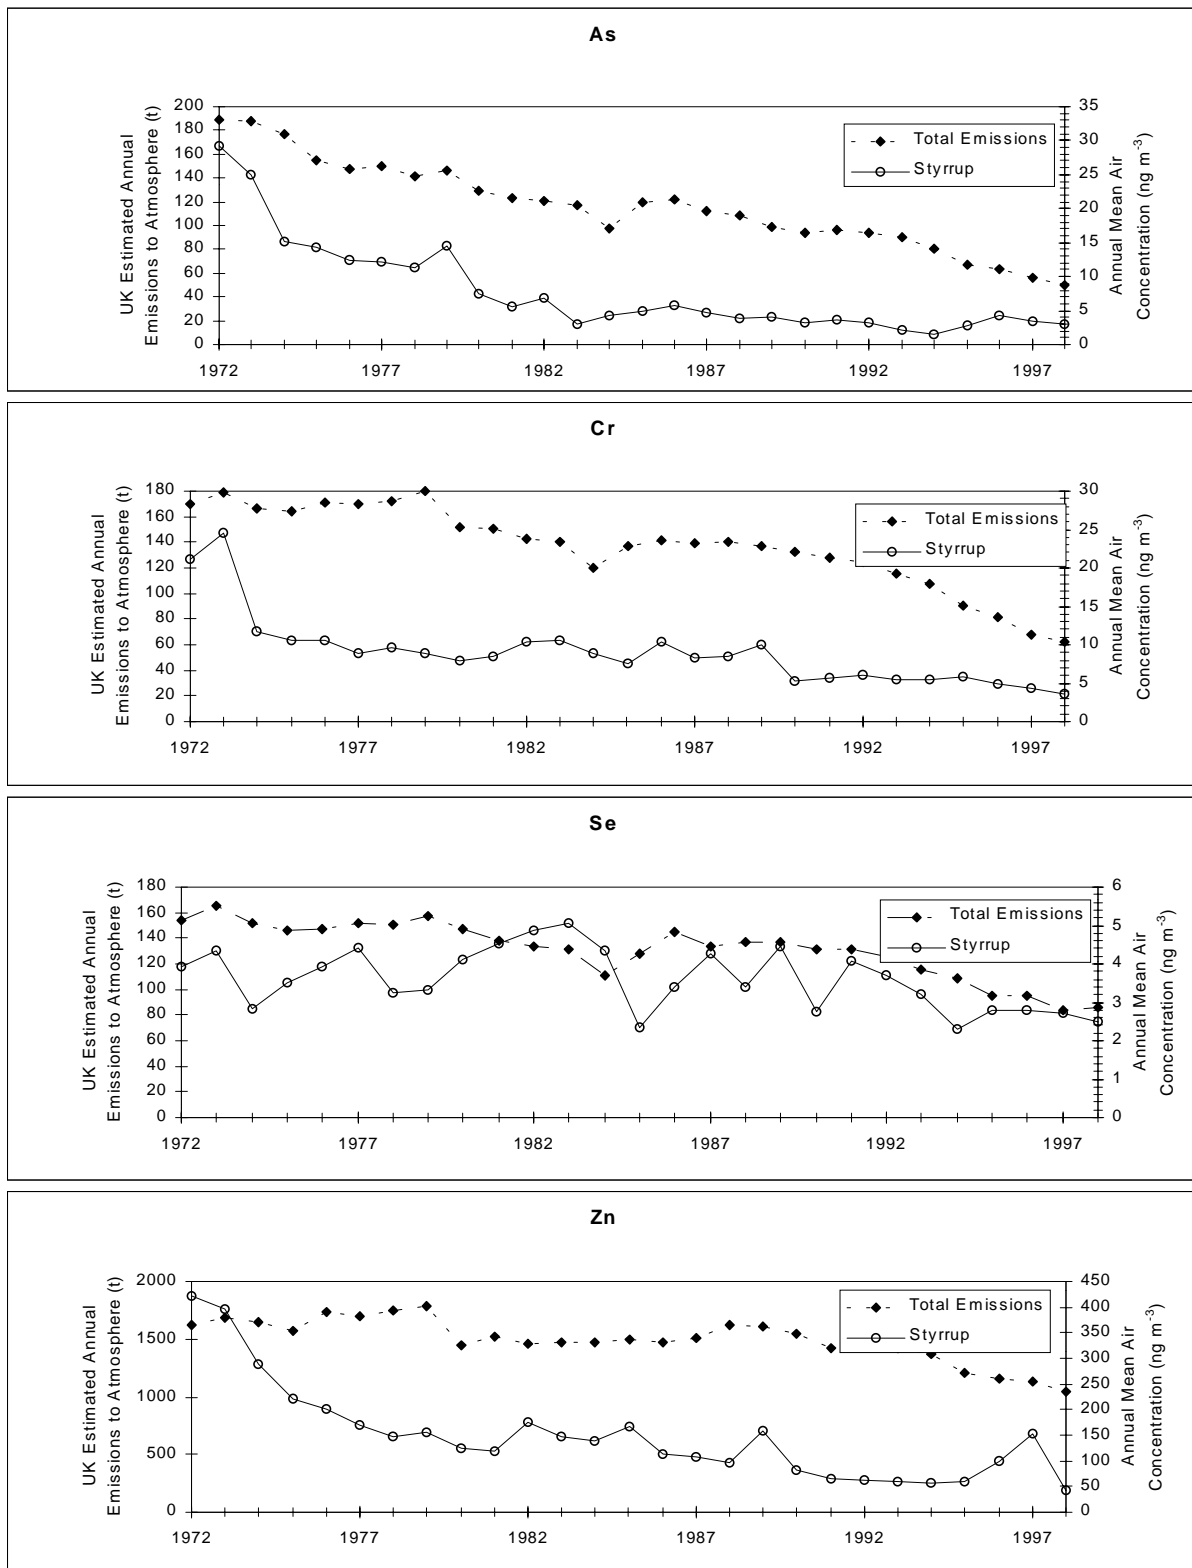 As
UK Estimated Annual
Emissions to Atmosphere (t)
200
180
160
140
120
100
80
60
40
20
0
35
30
25
20
15
10
5
0
Annual Mean Air
Concentration (ng m-3)
Total Emissions
Styrrup
1972 1977 1982 1987 1992 1997
Cr
UK Estimated Annual
Emissions to Atmosphere (t)
180
160
140
120
100
80
60
40
20
0
30
25
20
15
10
5
0
Annual Mean Air
Concentration (ng m-3)
Total Emissions
Styrrup
1972 1977 1982 1987 1992 1997
Se
UK Estimated Annual
Emissions to Atmosphere (t)
180
160
140
120
100
80
60
40
20
0
6
5
4
3
2
1
0
Annual Mean Air
Concentration (ng m-3)
Total Emissions
Styrrup
1972 1977 1982 1987 1992 1997
Zn
UK Estimated Annual
Emissions to Atmosphere (t)
2000
1500
1000
500
0
450
400
350
300
250
200
150
100
50
0
Annual Mean Air
Concentration (ng m-3)
Total Emissions
Styrrup
1972 1977 1982 1987 1992 1997